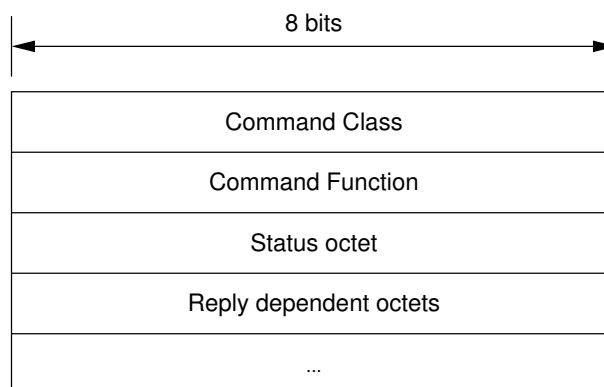 8 bits
Command Class
Command Function
Status octet
Reply dependent octets
...